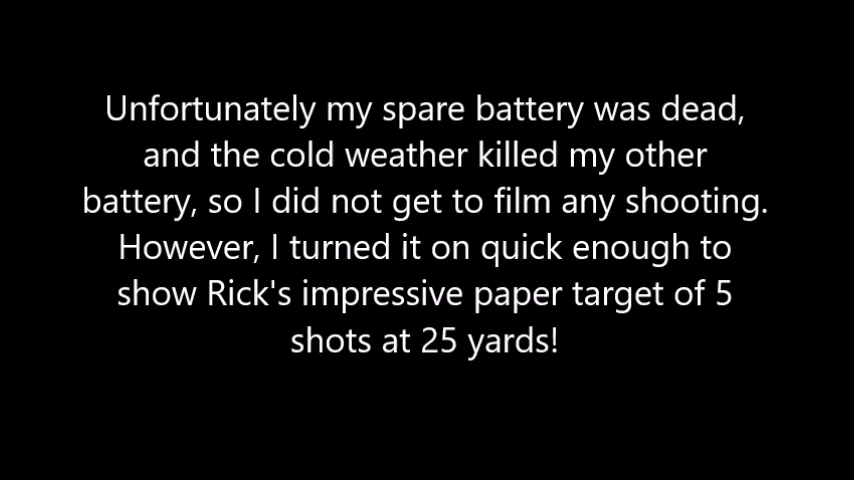 Unfortunately my spare battery was dead,
and the cold weather killed my other
battery, so I did not get to film any shooting.
However, I turned it on quick enough to
show Rick's impressive paper target of 5
shots at 25 yards!